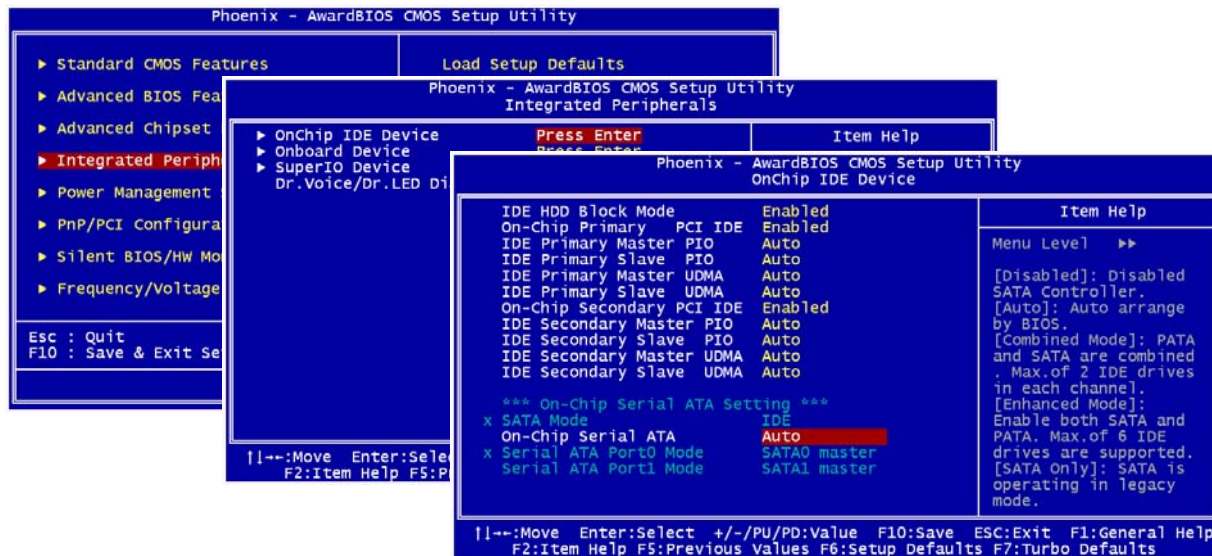 Phoenix - AwardBIOS CMOS Setup Utility
▶ Standard CMOS Features
Load Setup Defaults
▶ Advanced BIOS Fea
▶ Advanced Chipset
▶ Integrated Periph
▶ Power Management
▶ PnP/PCI Configura
▶ Silent BIOS/HW Mo
▶ Frequency/Voltage
Esc : Quit
F10 : Save & Exit Se
Phoenix - AwardBIOS CMOS Setup Utility
Integrated Peripherals
▶ OnChip IDE Device Press Enter
▶ Onboard Device Press Enter
▶ SuperIO Device
Dr.Voice/Dr.LED Di
Item Help
↑↓→←:Move Enter:Sele
F2:Item Help F5:P
Phoenix - AwardBIOS CMOS Setup Utility
OnChip IDE Device
IDE HDD Block Mode Enabled
On-Chip Primary PCI IDE Enabled
IDE Primary Master PIO Auto
IDE Primary Slave PIO Auto
IDE Primary Master UDMA Auto
IDE Primary Slave UDMA Auto
On-Chip Secondary PCI IDE Enabled
IDE Secondary Master PIO Auto
IDE Secondary Slave PIO Auto
IDE Secondary Master UDMA Auto
IDE Secondary Slave UDMA Auto
*** On-Chip Serial ATA Setting ***
x SATA Mode IDE
On-Chip Serial ATA Auto
x Serial ATA Port0 Mode SATA0 master
Serial ATA Port1 Mode SATA1 master
Item Help
Menu Level ▶▶
[Disabled]: Disabled
SATA Controller.
[Auto]: Auto arrange
by BIOS.
[Combined Mode]: PATA
and SATA are combined
. Max.of 2 IDE drives
in each channel.
[Enhanced Mode]:
Enable both SATA and
PATA. Max.of 6 IDE
drives are supported.
[SATA Only]: SATA is
operating in legacy
mode.
↑↓→←:Move Enter:Select +/-/PU/PD:Value F10:Save ESC:Exit F1:General Help
F2:Item Help F5:Previous Values F6:Setup Defaults F7:Turbo Defaults